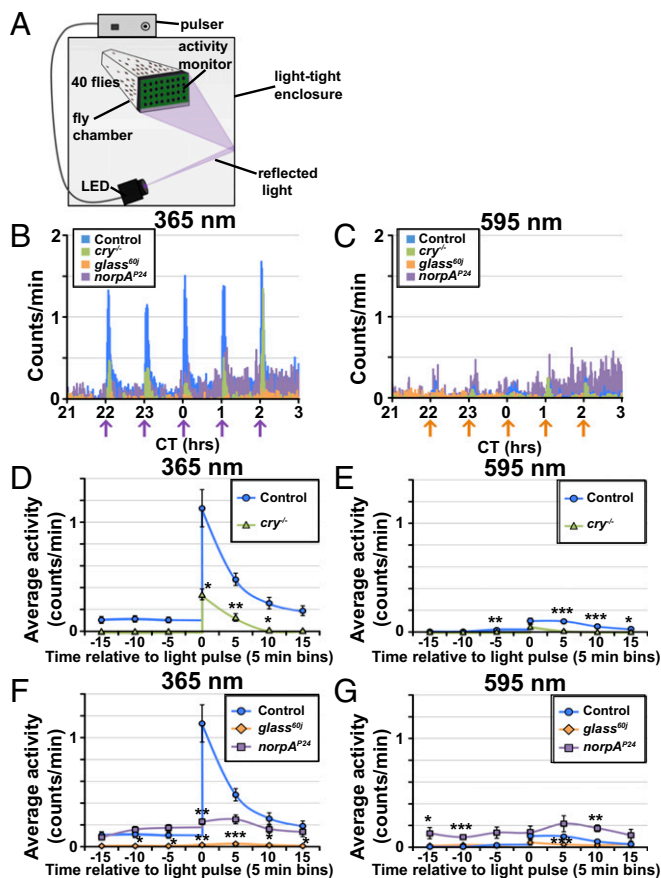 A
pulser
activity
monitor
40 flies
light-tight
enclosure
fly
chamber
reflected
light
LED
B
365 nm
Counts/min
2
1
0
Control
cry-/-
glass60j
norpAP24
21 22 23 0 1 2 3
CT (hrs)
C
595 nm
Counts/min
2
1
0
Control
cry-/-
glass60j
norpAP24
21 22 23 0 1 2 3
CT (hrs)
D
365 nm
Average activity
(counts/min)
1
0
Control
cry-/-
*
**
*
-15 -10 -5 0 5 10 15
Time relative to light pulse (5 min bins)
E
595 nm
Average activity
(counts/min)
1
0
Control
cry-/-
**
***
***
*
-15 -10 -5 0 5 10 15
Time relative to light pulse (5 min bins)
F
365 nm
Average activity
(counts/min)
1
0
Control
glass60j
norpAP24
**
* * ** *** * *
-15 -10 -5 0 5 10 15
Time relative to light pulse (5 min bins)
G
595 nm
Average activity
(counts/min)
1
0
Control
glass60j
norpAP24
* *** **
***
-15 -10 -5 0 5 10 15
Time relative to light pulse (5 min bins)